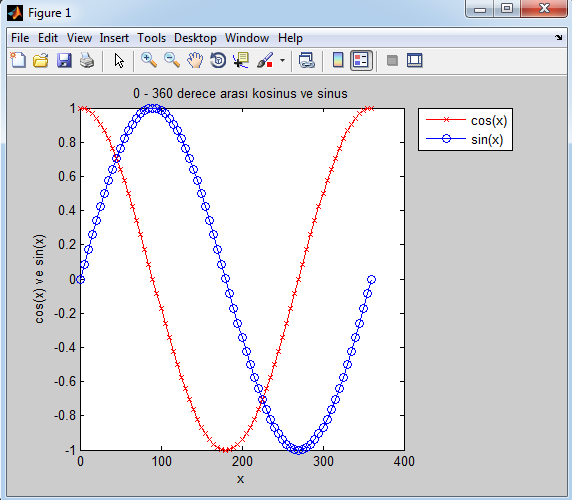 Figure 1
File Edit View Insert Tools Desktop Window Help
0 - 360 derece arası kosinus ve sinus
cos(x)
sin(x)
cos(x) ve sin(x)
1
0.8
0.6
0.4
0.2
0
-0.2
-0.4
-0.6
-0.8
-1
0 100 200 300 400
x